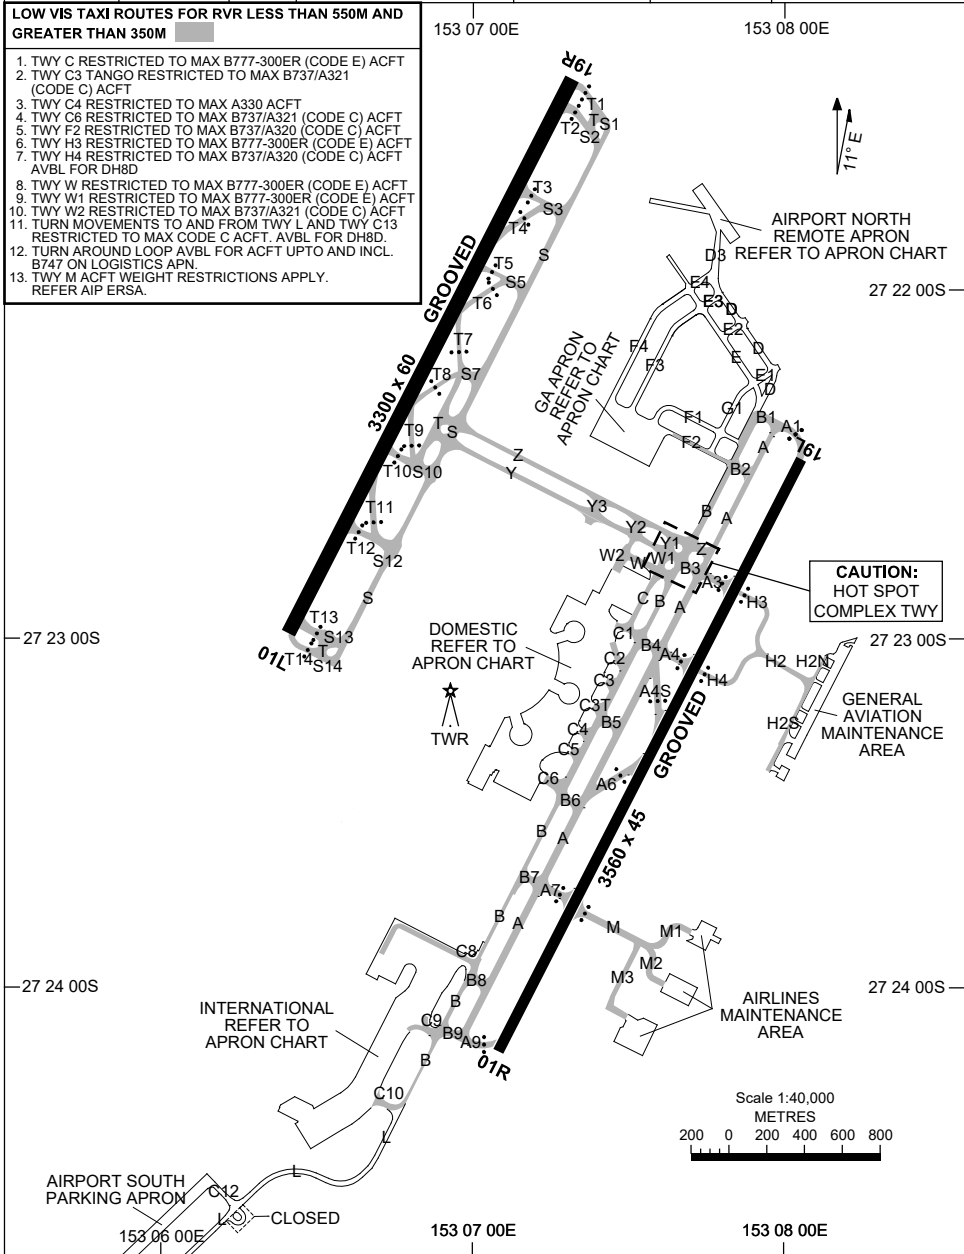 LOW VIS TAXI ROUTES FOR RVR LESS THAN 550M AND
GREATER THAN 350M
1. TWY C RESTRICTED TO MAX B777-300ER (CODE E) ACFT
2. TWY C3 TANGO RESTRICTED TO MAX B737/A321
(CODE C) ACFT
3. TWY C4 RESTRICTED TO MAX A330 ACFT
4. TWY C6 RESTRICTED TO MAX B737/A321 (CODE C) ACFT
5. TWY F2 RESTRICTED TO MAX B737/A320 (CODE C) ACFT
6. TWY H3 RESTRICTED TO MAX B777-300ER (CODE E) ACFT
7. TWY H4 RESTRICTED TO MAX B737/A320 (CODE C) ACFT
AVBL FOR DH8D
8. TWY W RESTRICTED TO MAX B777-300ER (CODE E) ACFT
9. TWY W1 RESTRICTED TO MAX B777-300ER (CODE E) ACFT
10. TWY W2 RESTRICTED TO MAX B737/A321 (CODE C) ACFT
11. TURN MOVEMENTS TO AND FROM TWY L AND TWY C13
RESTRICTED TO MAX CODE C ACFT. AVBL FOR DH8D.
12. TURN AROUND LOOP AVBL FOR ACFT UPTO AND INCL.
B747 ON LOGISTICS APN.
13. TWY M ACFT WEIGHT RESTRICTIONS APPLY.
REFER AIP ERSA.
153 07 00E
153 08 00E
19R
T1
TS1
T2
S2
11° E
T3
S3
T4
S
AIRPORT NORTH
REMOTE APRON
REFER TO APRON CHART
D3
T5
S5
T6
E4
E3
D
27 22 00S
GROOVED
E2
D
E
F4
F3
E1
D
T7
T8
S7
3300 x 60
GA APRON
REFER TO
APRON CHART
G1
F1
F2
B1
A1
A
19L
T
S
T9
T10
S10
Z
Y
B2
T11
T12
S12
Y3
Y2
B
A
Y1
Z
W2
W
W1
B3
A3
H3
CAUTION:
HOT SPOT
COMPLEX TWY
S
C
B
A
T13
S13
T
T14
S14
01L
27 23 00S
27 23 00S
DOMESTIC
REFER TO
APRON CHART
C1
B4
A4
C2
C3
H4
H2
H2N
A4S
C3T
B5
C4
C5
H2S
GENERAL
AVIATION
MAINTENANCE
AREA
TWR
GROOVED
C6
A6
B6
B
A
3560 x 45
B7
A7
B
A
M
M1
M2
M3
C8
B8
B
27 24 00S
27 24 00S
INTERNATIONAL
REFER TO
APRON CHART
C9
B9
A9
B
01R
AIRLINES
MAINTENANCE
AREA
C10
L
Scale 1:40,000
METRES
200 0 200 400 600 800
L
AIRPORT SOUTH
PARKING APRON
C12
L
CLOSED
153 06 00E
153 07 00E
153 08 00E